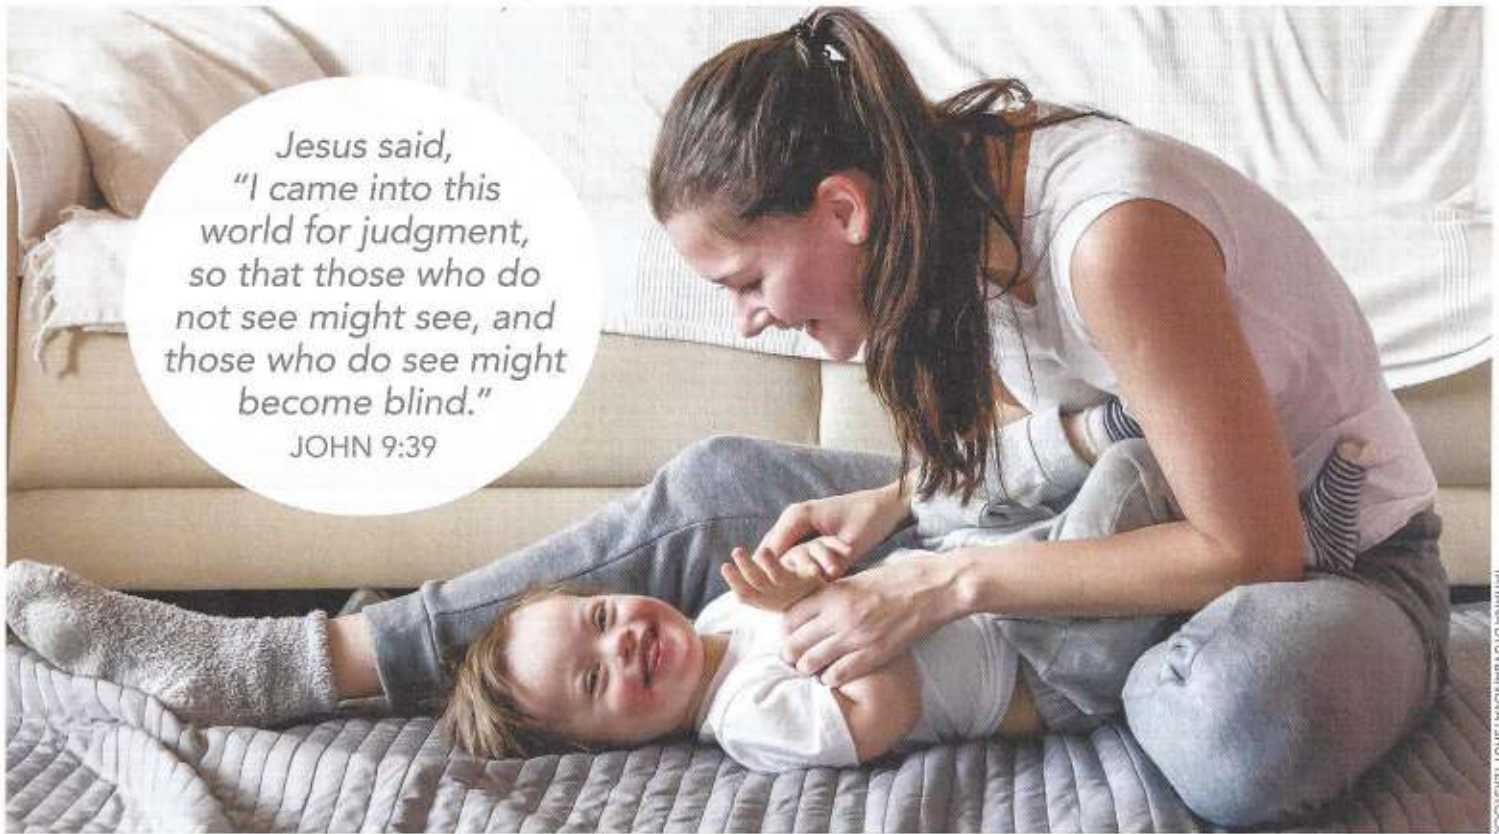 Jesus said,
“I came into this
world for judgment,
so that those who do
not see might see, and
those who do see might
become blind.”
JOHN 9:39